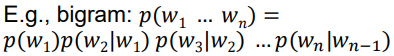 E.g., bigram: p(w₁ … wₙ) =
p(w₁)p(w₂|w₁) p(w₃|w₂) …p(wₙ|wₙ₋₁)